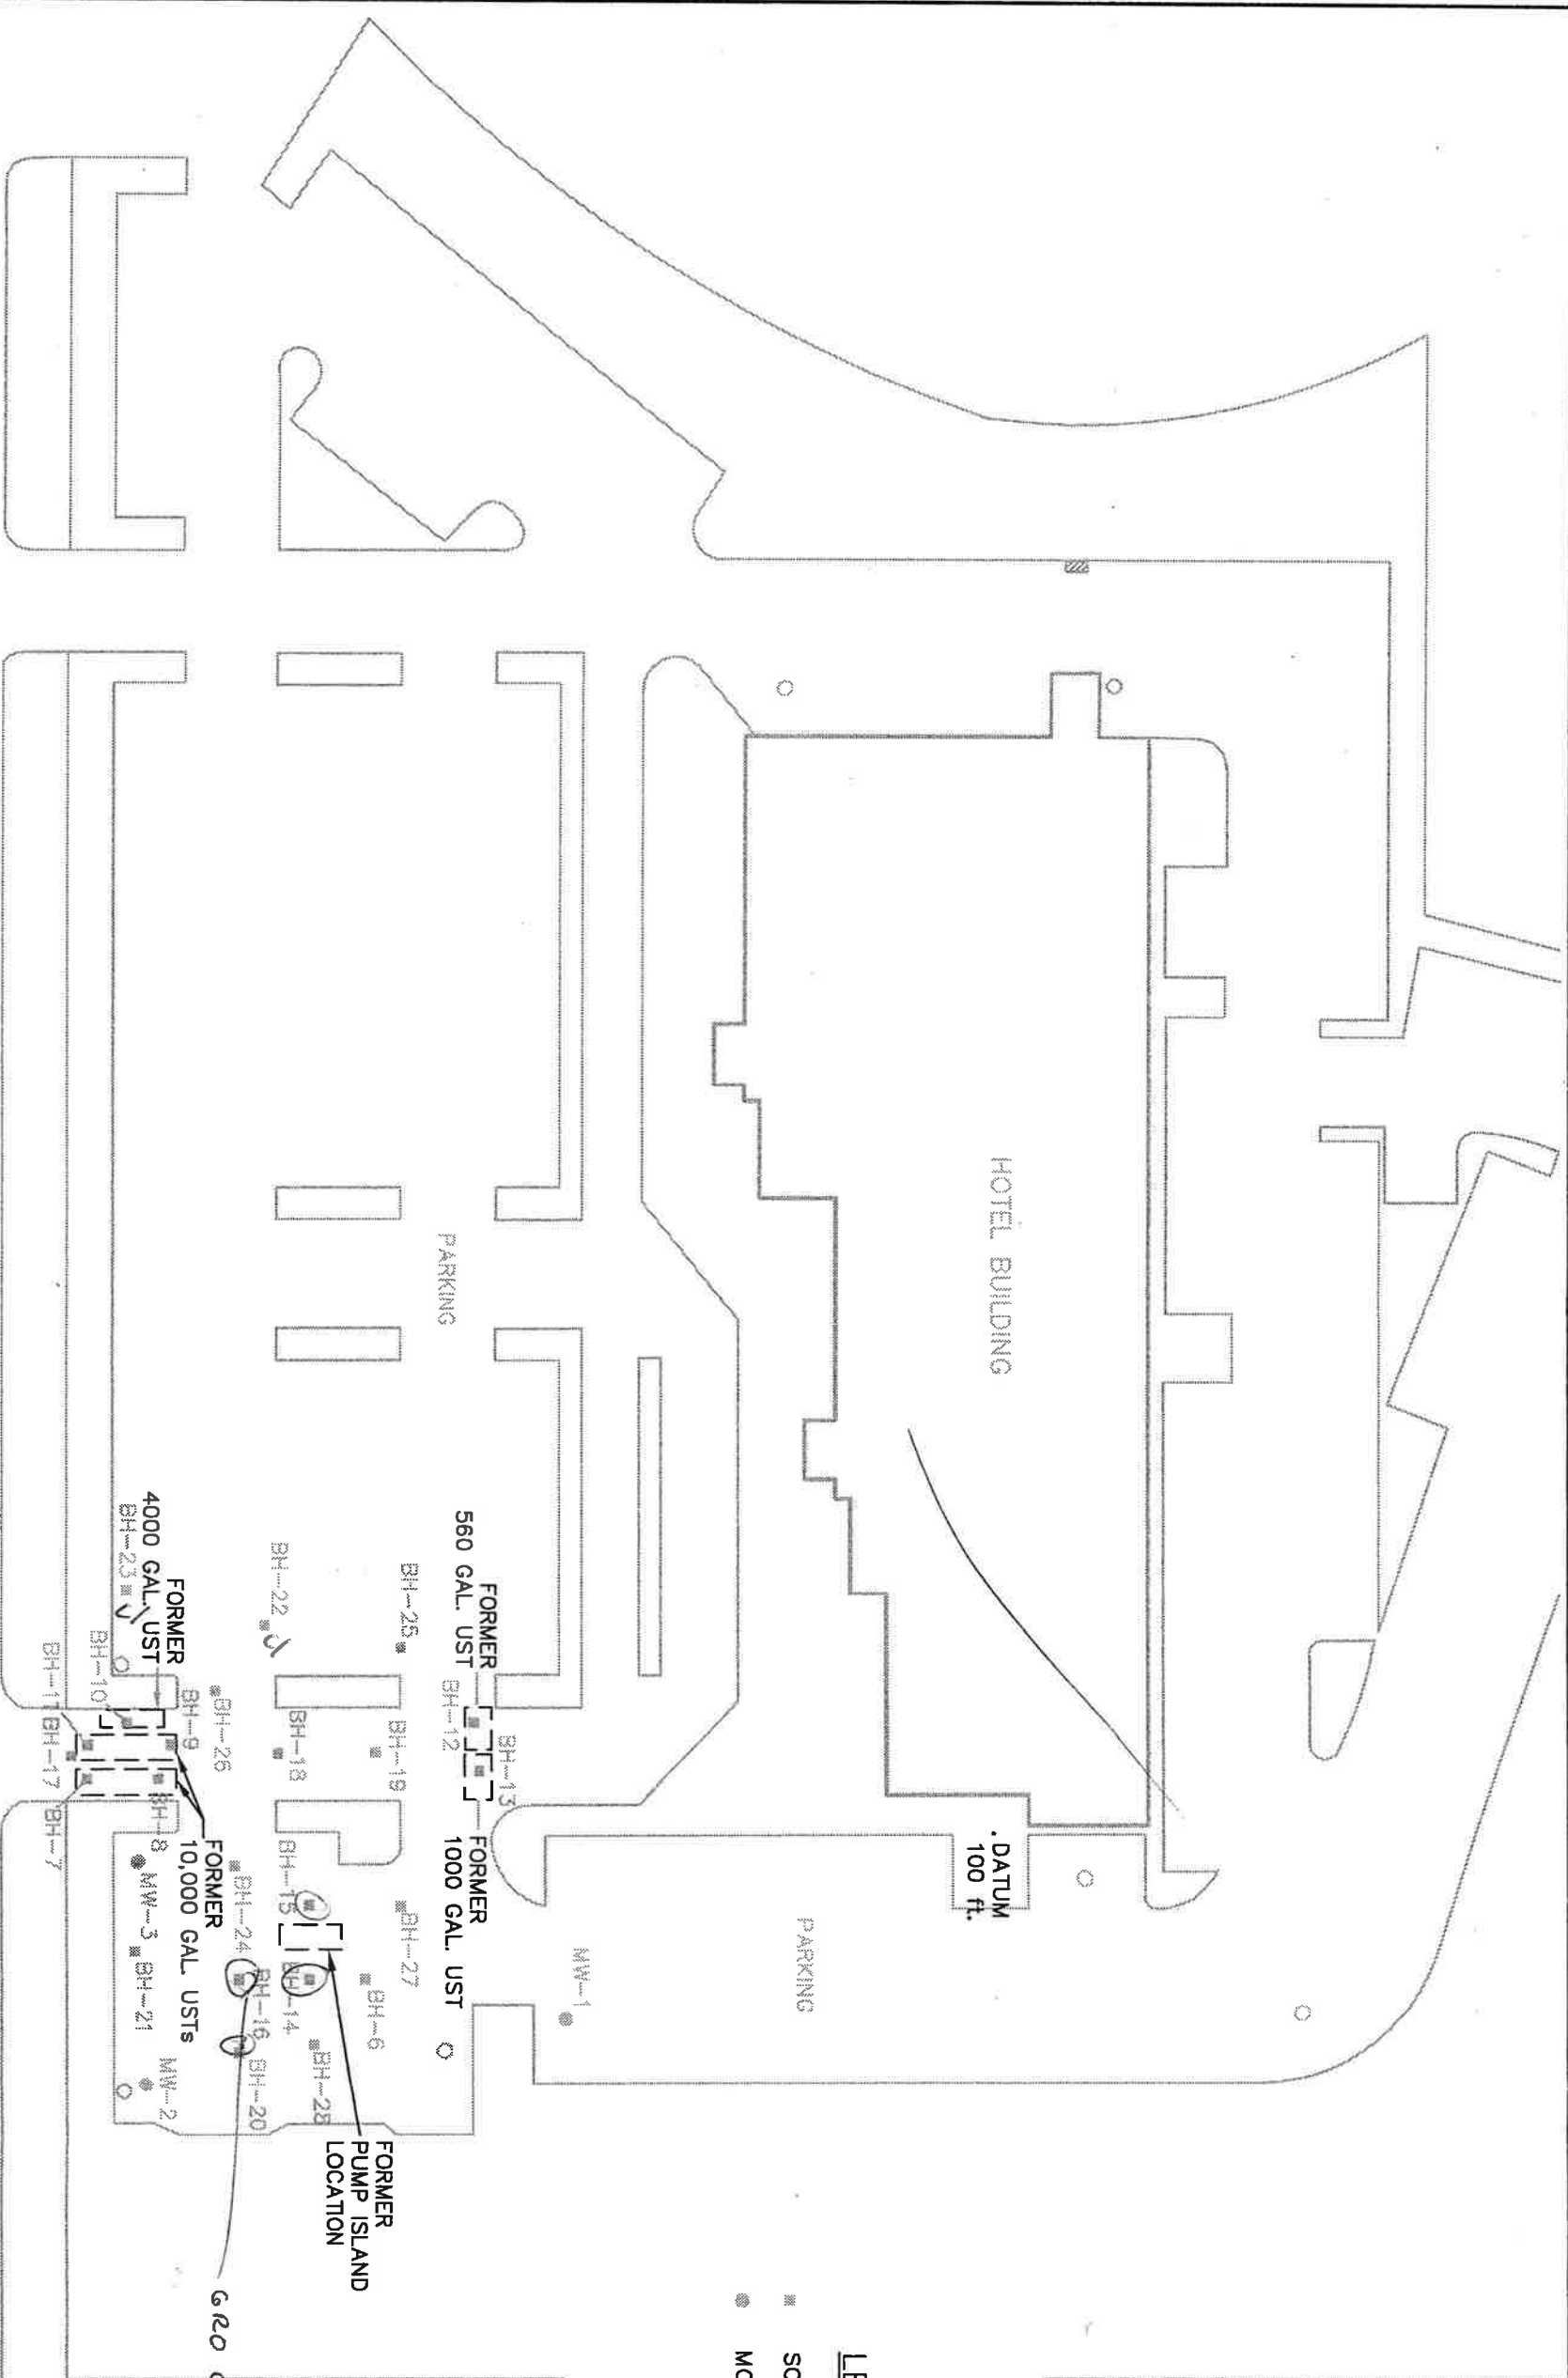 HOTEL BUILDING
PARKING
PARKING
.DATUM
100 ft.
FORMER
560 GAL. UST
BH-12
BH-13
FORMER
1000 GAL. UST
MW-1
BH-25
BH-22
BH-19
BH-18
BH-27
BH-6
BH-28
BH-15
BH-14
BH-16
BH-20
BH-24
BH-26
BH-9
FORMER
4000 GAL. UST
BH-23
BH-10
BH-11
BH-17
BH-7
BH-8
FORMER
10,000 GAL. USTs
MW-3
BH-21
MW-2
FORMER
PUMP ISLAND
LOCATION
GRO
LE
SO
MO